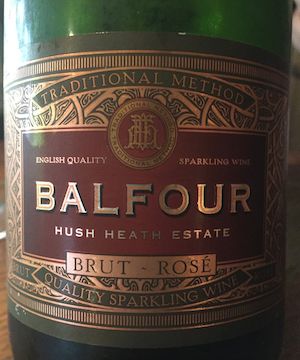 TRADITIONAL METHOD
ENGLISH QUALITY SPARKLING WINE
BALFOUR
HUSH HEATH ESTATE
BRUT - ROSÉ
QUALITY SPARKLING WINE